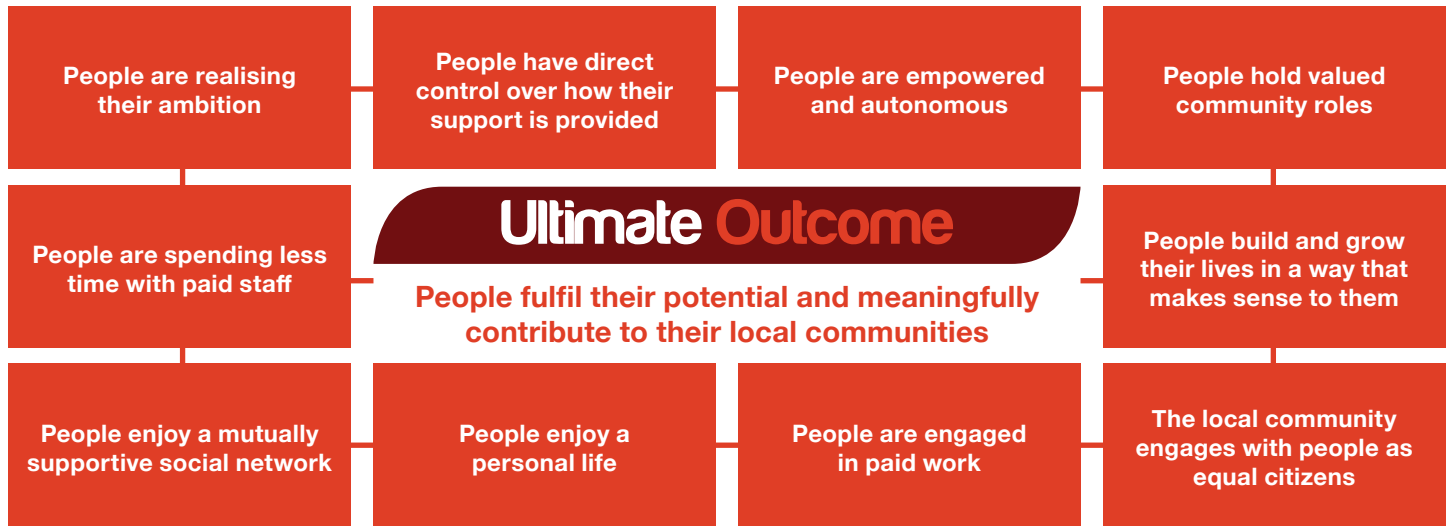 People are realising
their ambition
People have direct
control over how their
support is provided
People are empowered
and autonomous
People hold valued
community roles
People are spending less
time with paid staff
Ultimate Outcome
People fulfil their potential and meaningfully
contribute to their local communities
People build and grow
their lives in a way that
makes sense to them
People enjoy a mutually
supportive social network
People enjoy a
personal life
People are engaged
in paid work
The local community
engages with people as
equal citizens